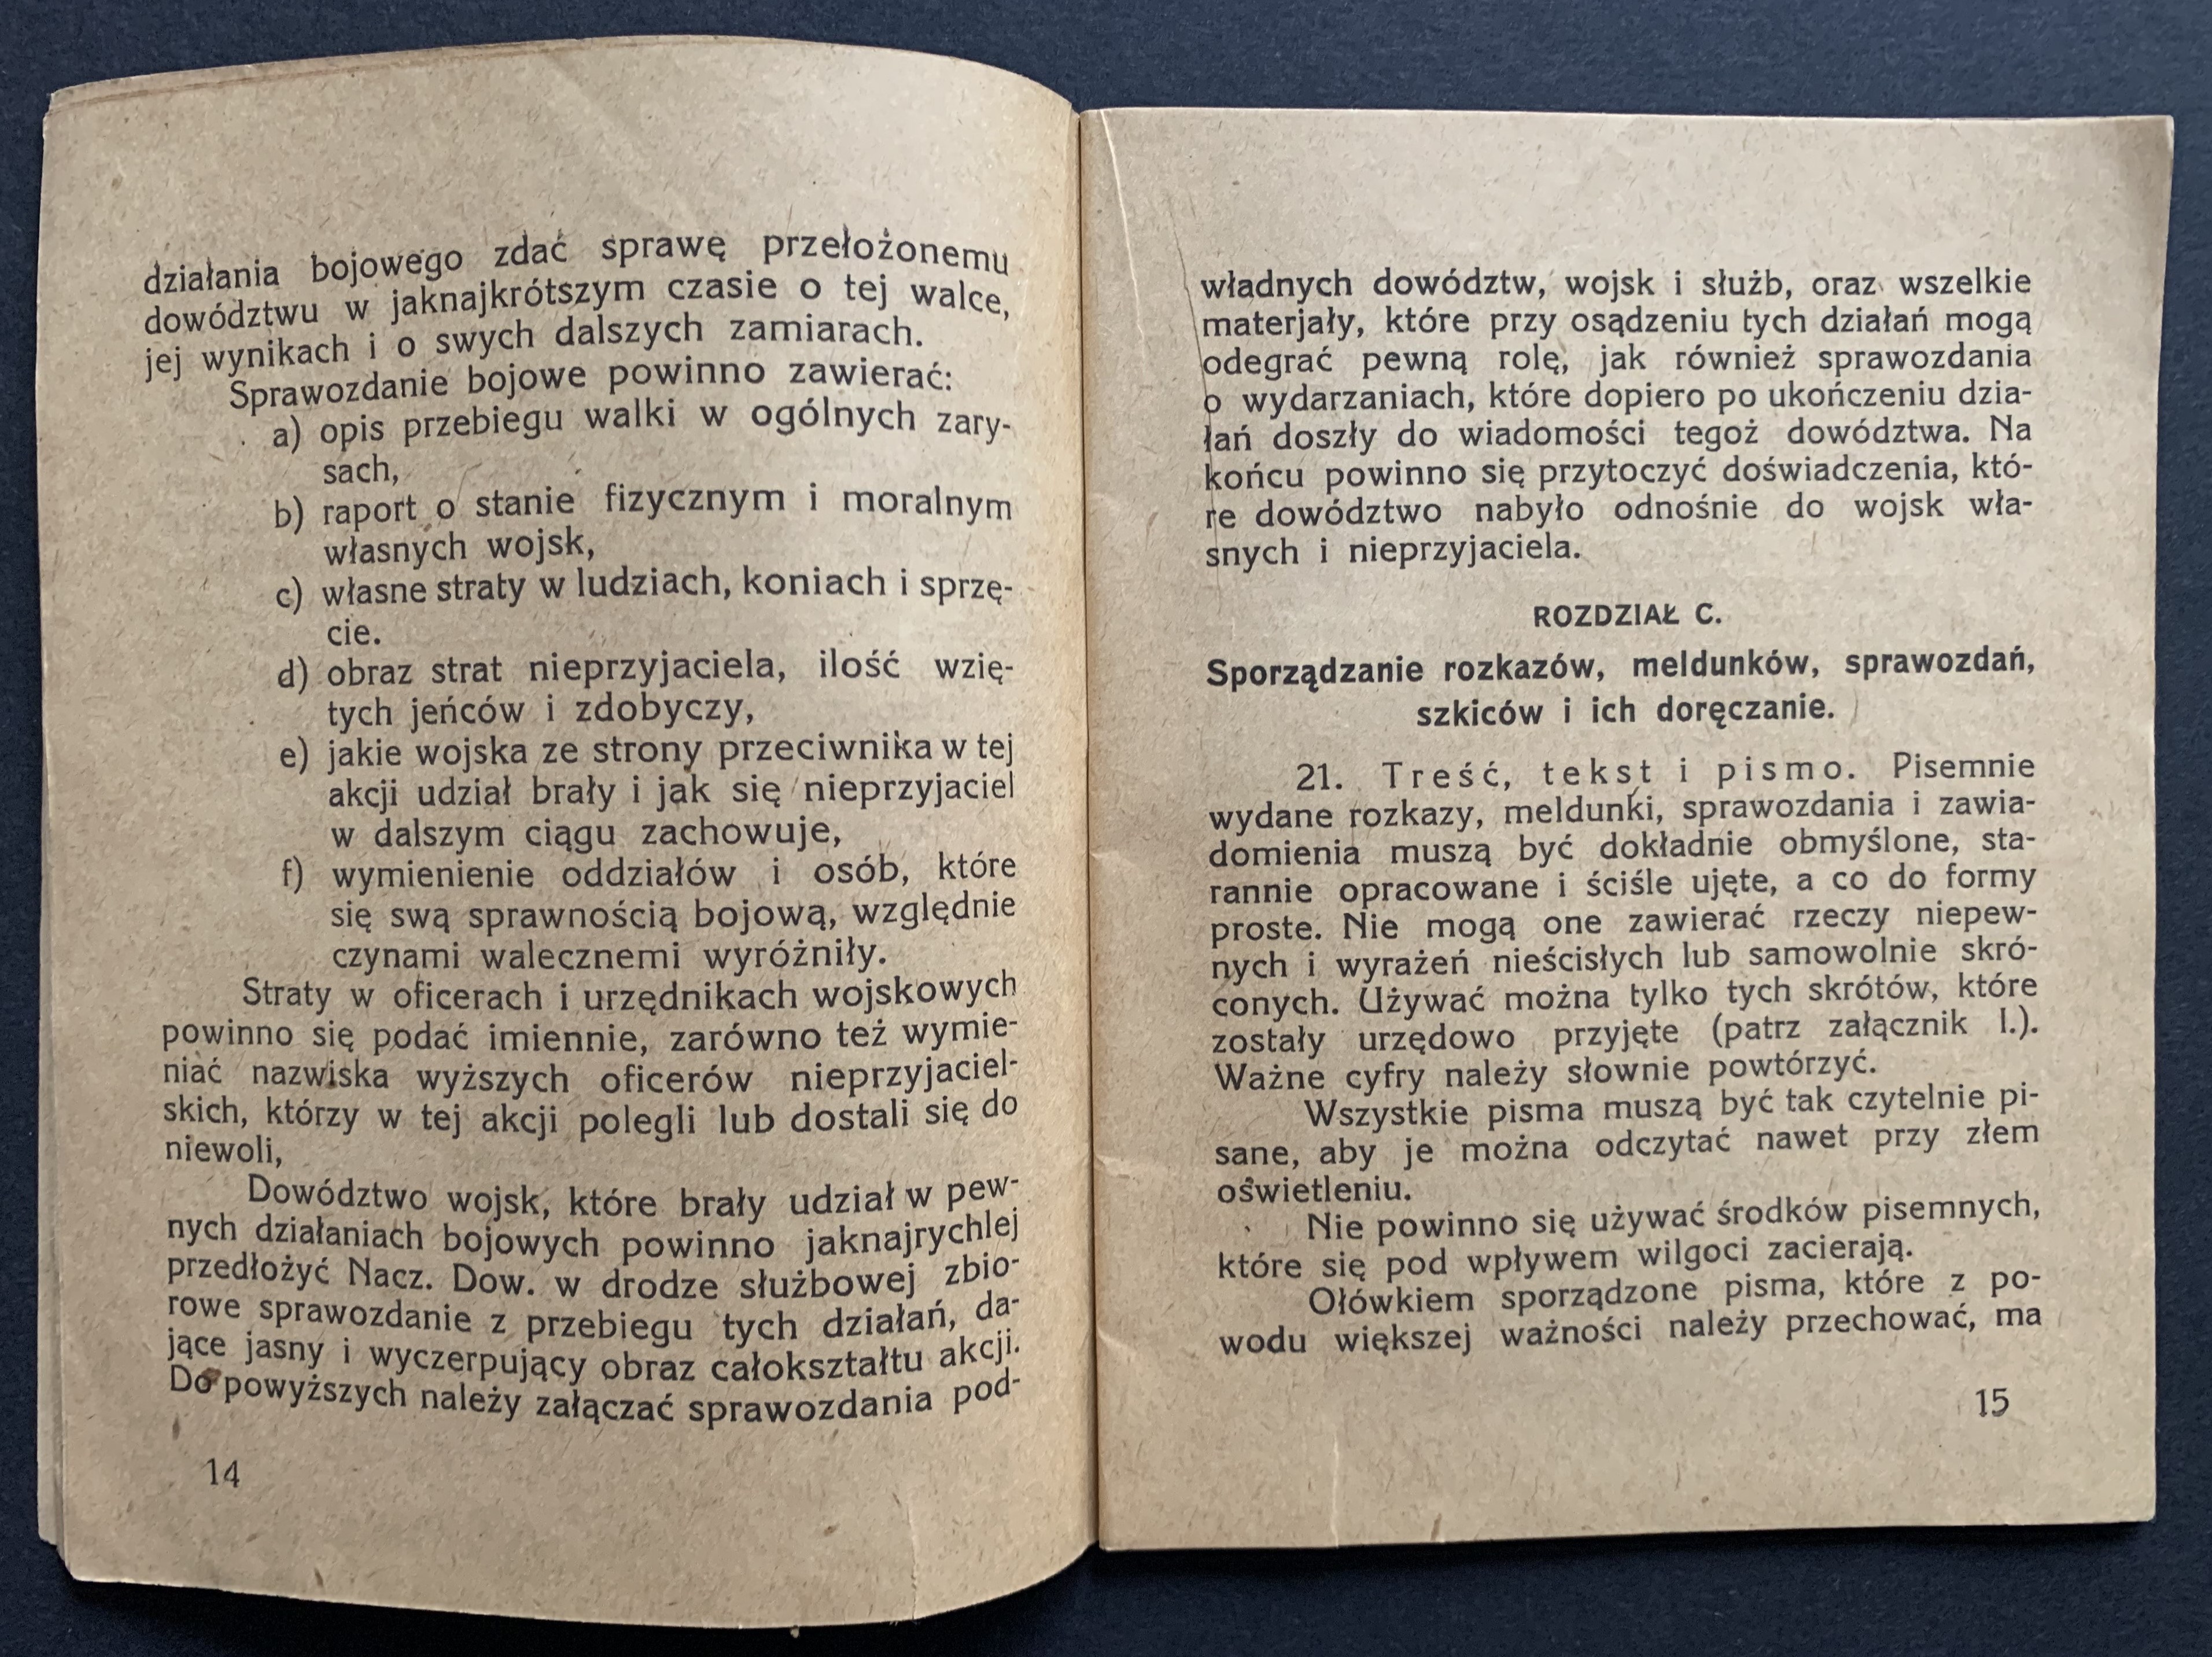 działania bojowego zdać sprawę przełożonemu
dowództwu w jaknajkrótszym czasie o tej walce,
jej wynikach i o swych dalszych zamiarach.
Sprawozdanie bojowe powinno zawierać:
a) opis przebiegu walki w ogólnych zary-
sach,
b) raport o stanie fizycznym i moralnym
własnych wojsk,
c) własne straty w ludziach, koniach i sprzę-
cie.
d) obraz strat nieprzyjaciela, ilość wzię-
tych jeńców i zdobyczy,
e) jakie wojska ze strony przeciwnika w tej
akcji udział brały i jak się nieprzyjaciel
w dalszym ciągu zachowuje,
f) wymienienie oddziałów i osób, które
się swą sprawnością bojową, względnie
czynami walecznemi wyróżniły.
Straty w oficerach i urzędnikach wojskowych
powinno się podać imiennie, zarówno też wymie-
niać nazwiska wyższych oficerów nieprzyjaciel-
skich, którzy w tej akcji polegli lub dostali się do
niewoli,
Dowództwo wojsk, które brały udział w pew-
nych działaniach bojowych powinno jaknajrychlej
przedłożyć Nacz. Dow. w drodze służbowej zbio-
rowe sprawozdanie z przebiegu tych działań, da-
jące jasny i wyczerpujący obraz całokształtu akcji.
Do powyższych należy załączać sprawozdania pod-
14
władnych dowództw, wojsk i służb, oraz wszelkie
materjały, które przy osądzeniu tych działań mogą
odegrać pewną rolę, jak również sprawozdania
o wydarzaniach, które dopiero po ukończeniu dzia-
łań doszły do wiadomości tegoż dowództwa. Na
końcu powinno się przytoczyć doświadczenia, któ-
re dowództwo nabyło odnośnie do wojsk wła-
snych i nieprzyjaciela.
ROZDZIAŁ C.
Sporządzanie rozkazów, meldunków, sprawozdań,
szkiców i ich doręczanie.
21. Treść, tekst i pismo. Pisemnie
wydane rozkazy, meldunki, sprawozdania i zawia-
domienia muszą być dokładnie obmyślone, sta-
rannie opracowane i ściśle ujęte, a co do formy
proste. Nie mogą one zawierać rzeczy niepew-
nych i wyrażeń nieścisłych lub samowolnie skró-
conych. Używać można tylko tych skrótów, które
zostały urzędowo przyjęte (patrz załącznik I.).
Ważne cyfry należy słownie powtórzyć.
Wszystkie pisma muszą być tak czytelnie pi-
sane, aby je można odczytać nawet przy złem
oświetleniu.
Nie powinno się używać środków pisemnych,
które się pod wpływem wilgoci zacierają.
Ołówkiem sporządzone pisma, które z po-
wodu większej ważności należy przechować, ma
15